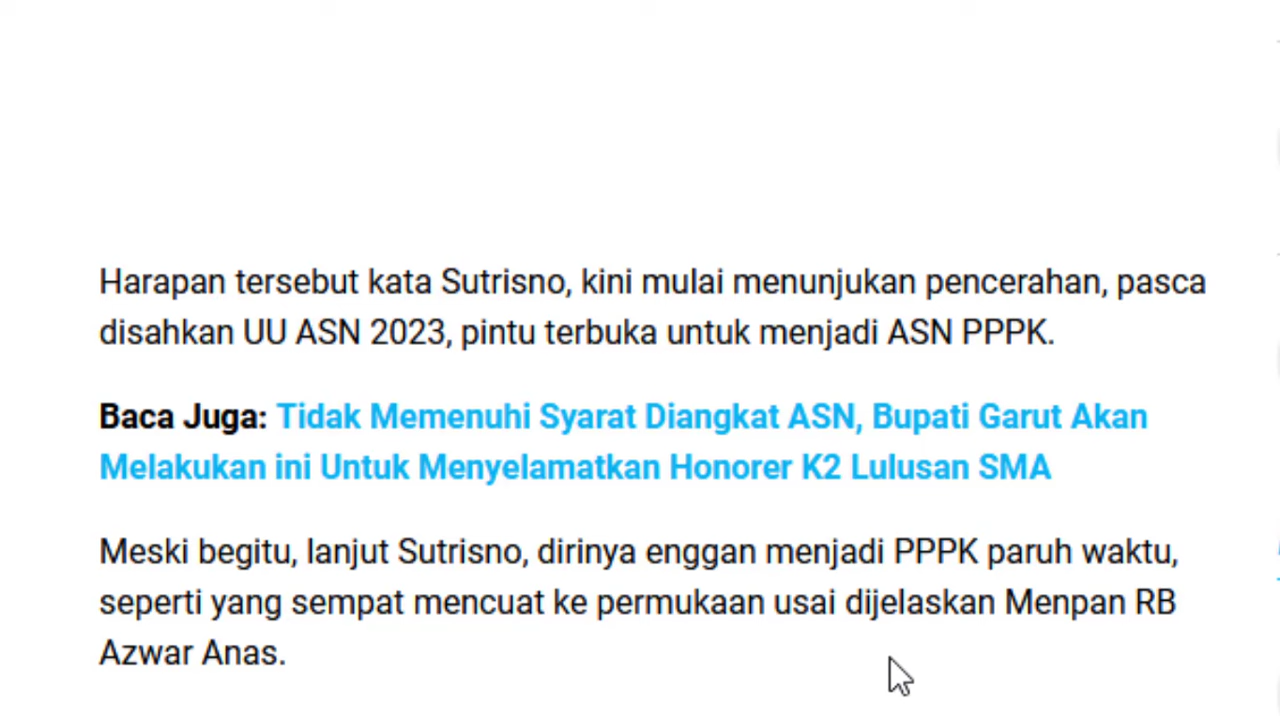 Harapan tersebut kata Sutrisno, kini mulai menunjukan pencerahan, pasca
disahkan UU ASN 2023, pintu terbuka untuk menjadi ASN PPPK.
Baca Juga: Tidak Memenuhi Syarat Diangkat ASN, Bupati Garut Akan
Melakukan ini Untuk Menyelamatkan Honorer K2 Lulusan SMA
Meski begitu, lanjut Sutrisno, dirinya enggan menjadi PPPK paruh waktu,
seperti yang sempat mencuat ke permukaan usai dijelaskan Menpan RB
Azwar Anas.